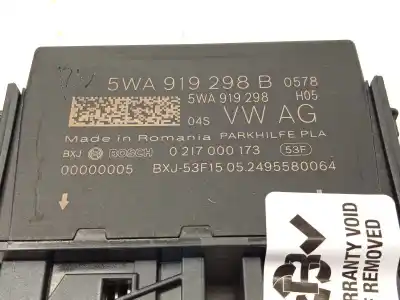 5WA 919 298 B 0578
5WA 919 298 H05
04S VW AG
Made in Romania PARKHILFE PLA
BXJ BOSCH 0 217 000 173 53F
00000005 BXJ-53F15 05.2495580064
WARRANTY VOID
REMOVED